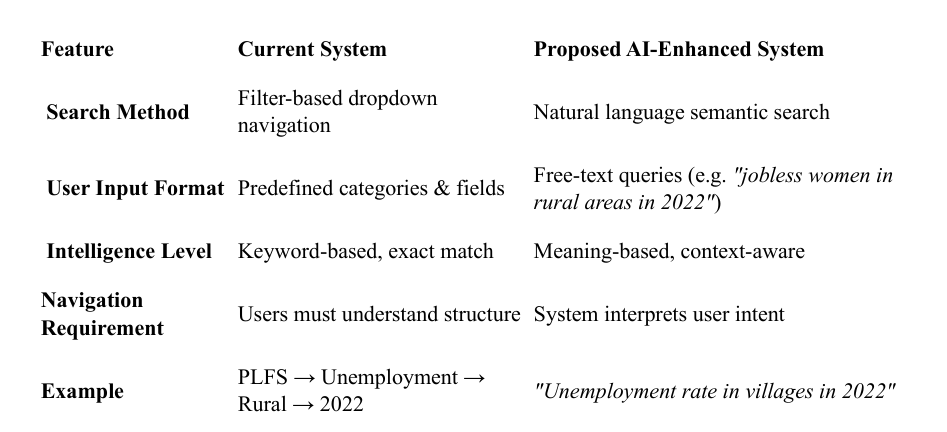 Feature Current System Proposed AI-Enhanced System
Search Method Filter-based dropdown navigation Natural language semantic search
User Input Format Predefined categories & fields Free-text queries (e.g. "jobless women in rural areas in 2022")
Intelligence Level Keyword-based, exact match Meaning-based, context-aware
Navigation Requirement Users must understand structure System interprets user intent
Example PLFS → Unemployment → Rural → 2022 "Unemployment rate in villages in 2022"